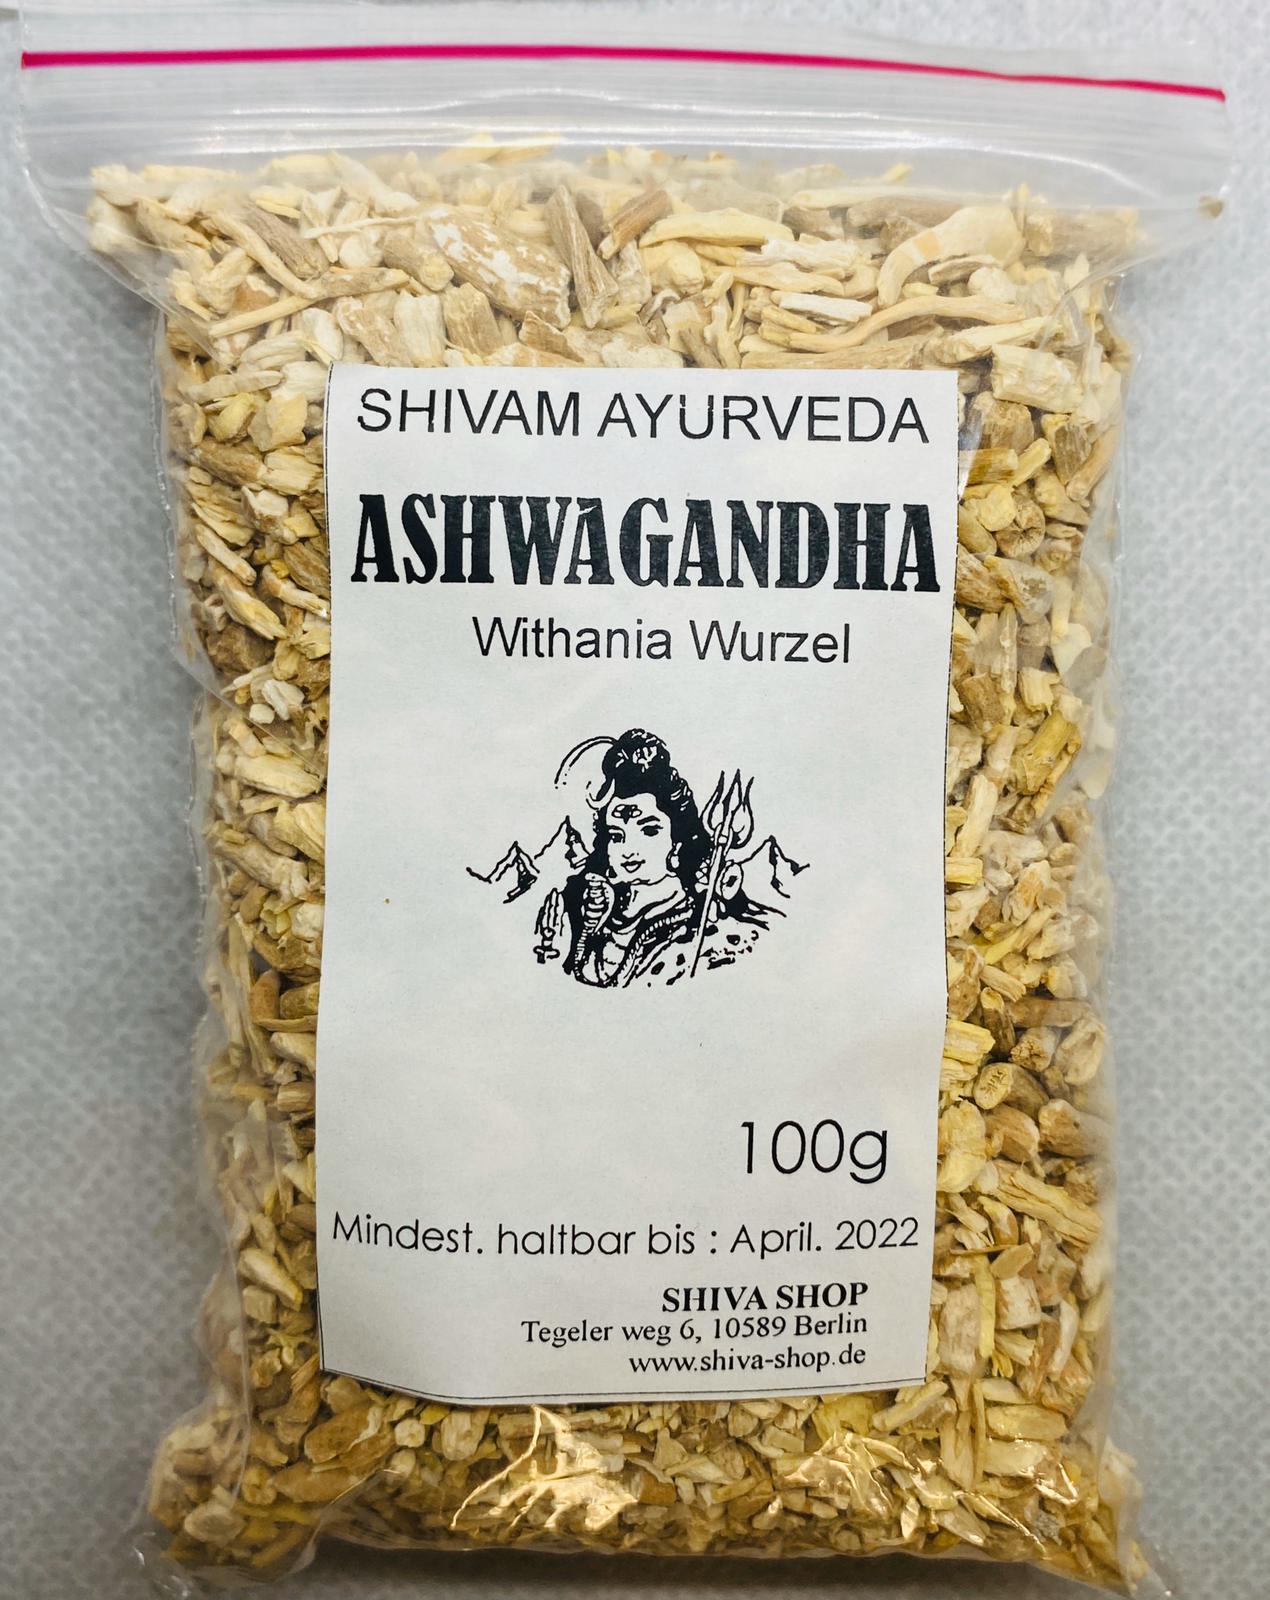 SHIVAM AYURVEDA
ASHWAGANDHA
Withania Wurzel
100g
Mindest. haltbar bis : April. 2022
SHIVA SHOP
Tegeler weg 6, 10589 Berlin
www.shiva-shop.de